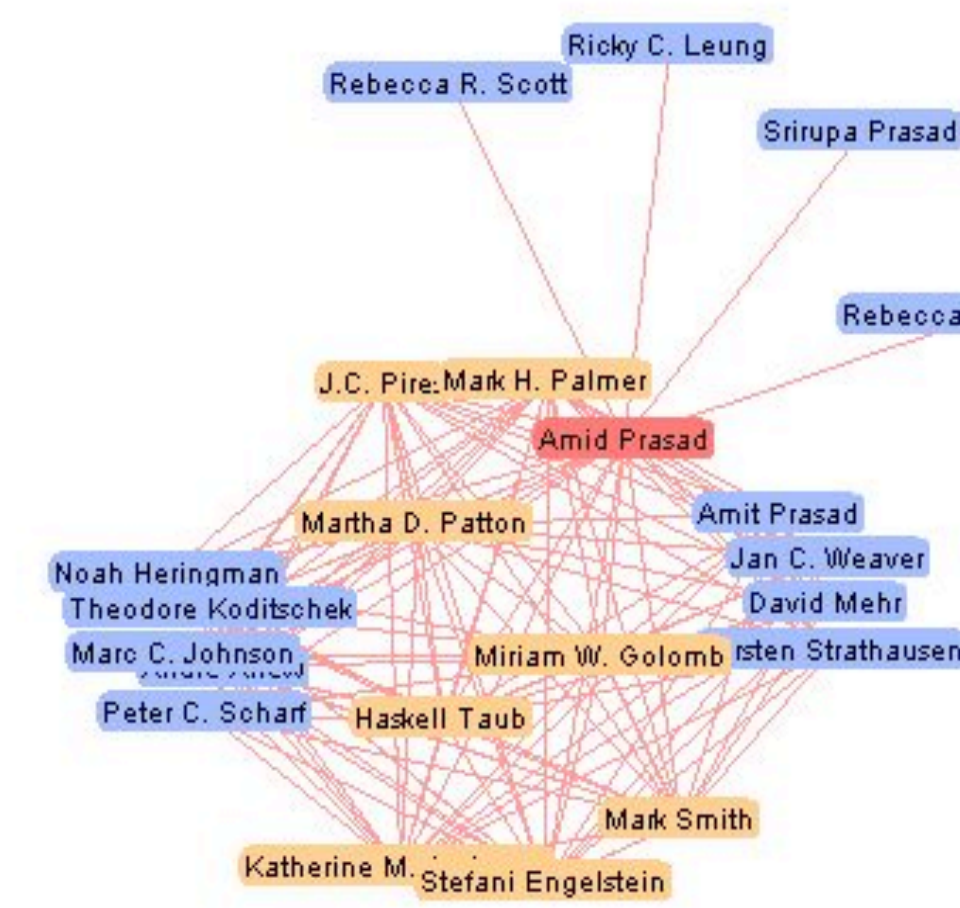 Ricky C. Leung
Rebecca R. Scott
Srirupa Prasad
Rebecca
J.C. Pire
Mark H. Palmer
Amid Prasad
Martha D. Patton
Amit Prasad
Jan C. Weaver
Noah Heringman
Theodore Koditschek
David Mehr
Marc C. Johnson
Miriam W. Golomb
rsten Strathausen
Peter C. Scharf
Haskell Taub
Mark Smith
Katherine M.
Stefani Engelstein